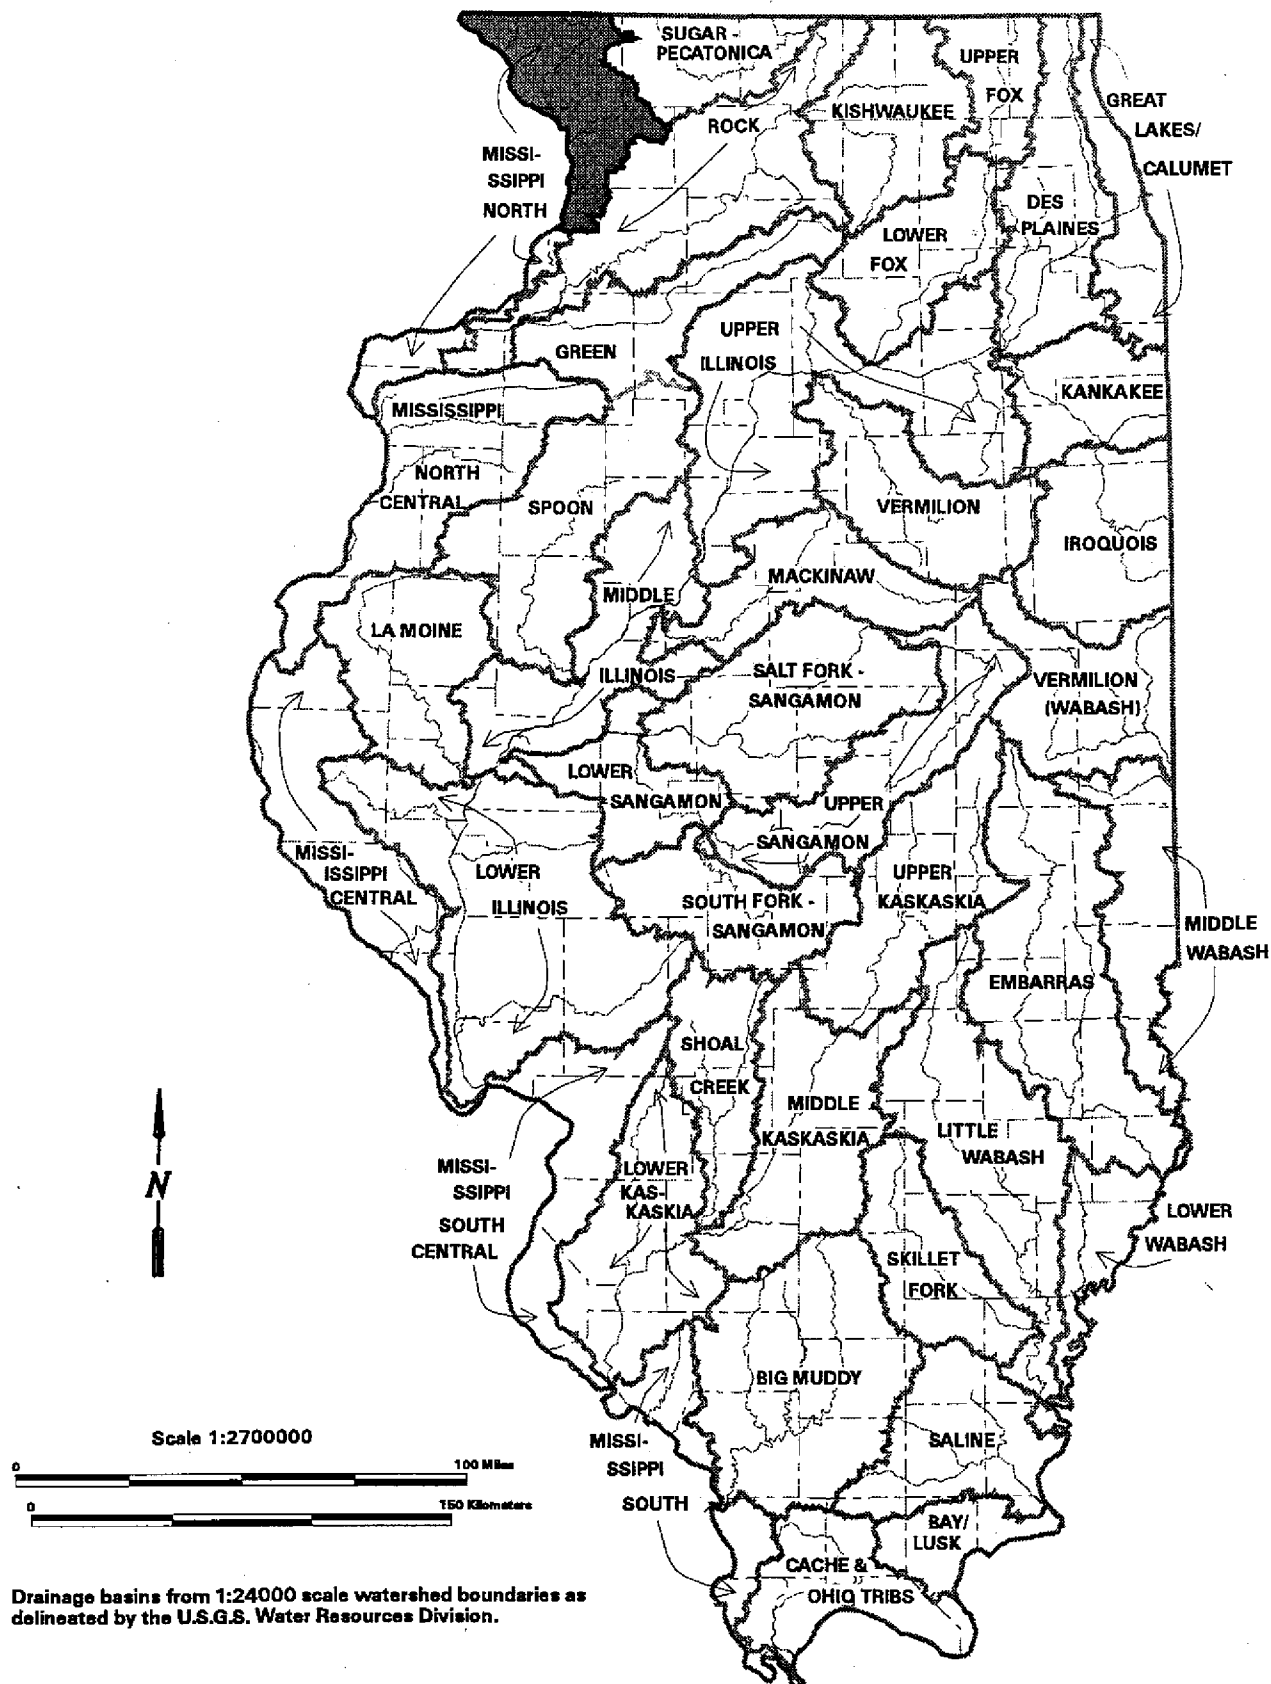 SUGAR -
PECATONICA
UPPER
FOX
GREAT
LAKES/
CALUMET
KISHWAUKEE
ROCK
MISSI-
SSIPPI
NORTH
DES
PLAINES
LOWER
FOX
UPPER
ILLINOIS
GREEN
KANKAKEE
MISSISSIPPI
NORTH
CENTRAL
SPOON
VERMILION
IROQUOIS
MACKINAW
MIDDLE
ILLINOIS
LA MOINE
SALT FORK -
SANGAMON
VERMILION
(WABASH)
LOWER
SANGAMON
UPPER
SANGAMON
MISSI-
ISSIPPI
CENTRAL
LOWER
ILLINOIS
UPPER
KASKASKIA
SOUTH FORK -
SANGAMON
MIDDLE
WABASH
EMBARRAS
SHOAL
CREEK
MIDDLE
KASKASKIA
LITTLE
WABASH
N
MISSI-
SSIPPI
SOUTH
CENTRAL
LOWER
KAS-
KASKIA
LOWER
WABASH
SKILLET
FORK
BIG MUDDY
SALINE
MISSI-
SSIPPI
SOUTH
BAY/
LUSK
CACHE &
OHIO TRIBS
Scale 1:2700000
0 100 Miles
0 150 Kilometers
Drainage basins from 1:24000 scale watershed boundaries as
delineated by the U.S.G.S. Water Resources Division.